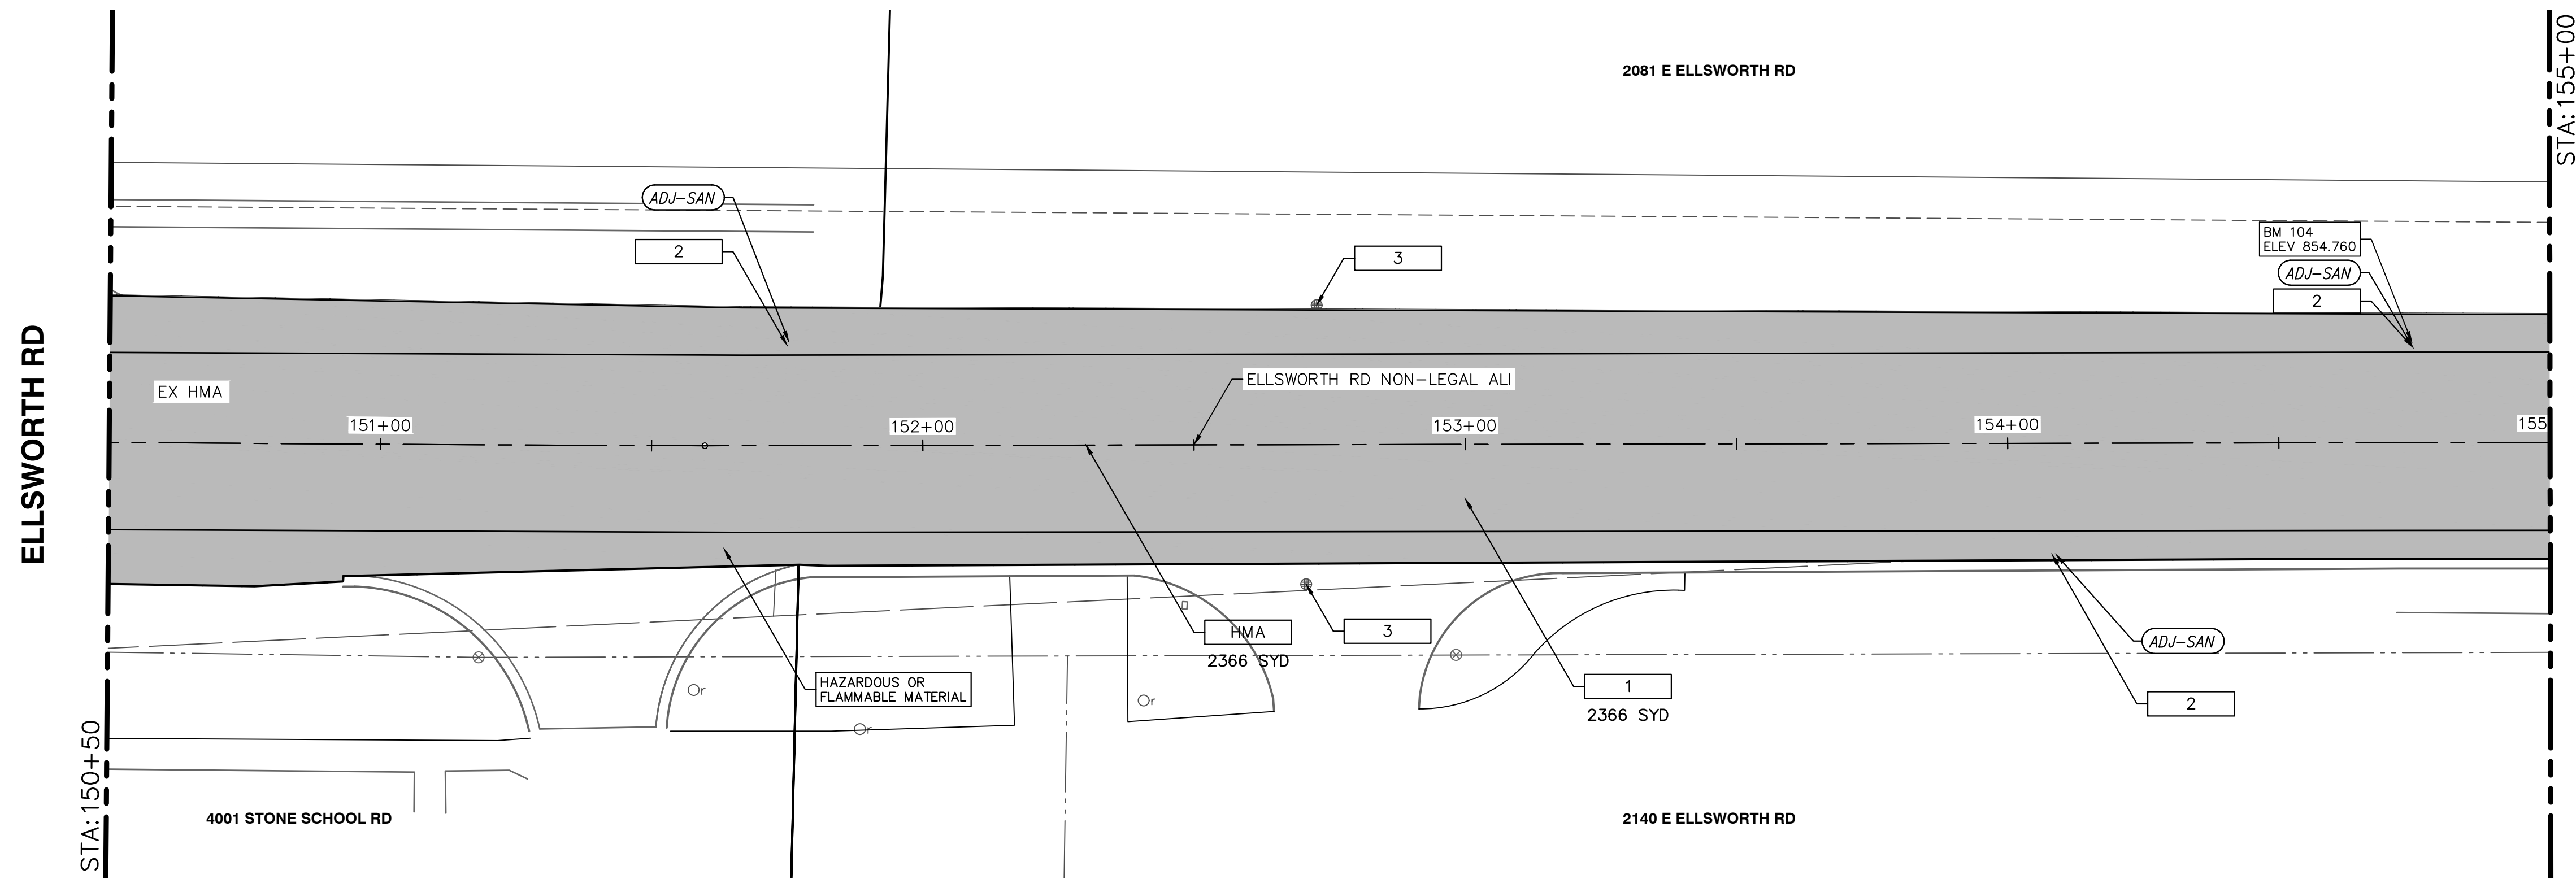 2081 E ELLSWORTH RD
STA: 155+00
ADJ-SAN
2
3
BM 104
ELEV 854.760
ADJ-SAN
2
ELLSWORTH RD
EX HMA
ELLSWORTH RD NON-LEGAL ALI
151+00
152+00
153+00
154+00
155
HMA
2366 SYD
3
ADJ-SAN
HAZARDOUS OR
FLAMMABLE MATERIAL
1
2366 SYD
2
r
r
r
STA: 150+50
4001 STONE SCHOOL RD
2140 E ELLSWORTH RD